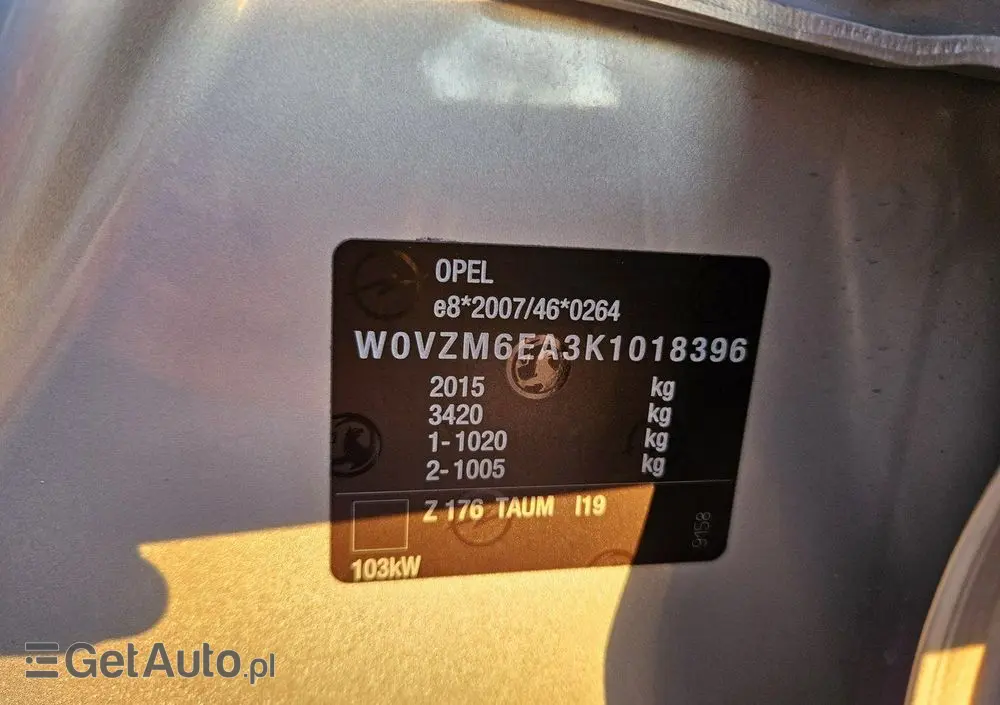 OPEL
e8*2007/46*0264
W0VZM6EA3K1018396
2015 kg
3420 kg
1-1020 kg
2-1005 kg
Z 176 TAUM I19
9158
103kW
GetAuto.pl